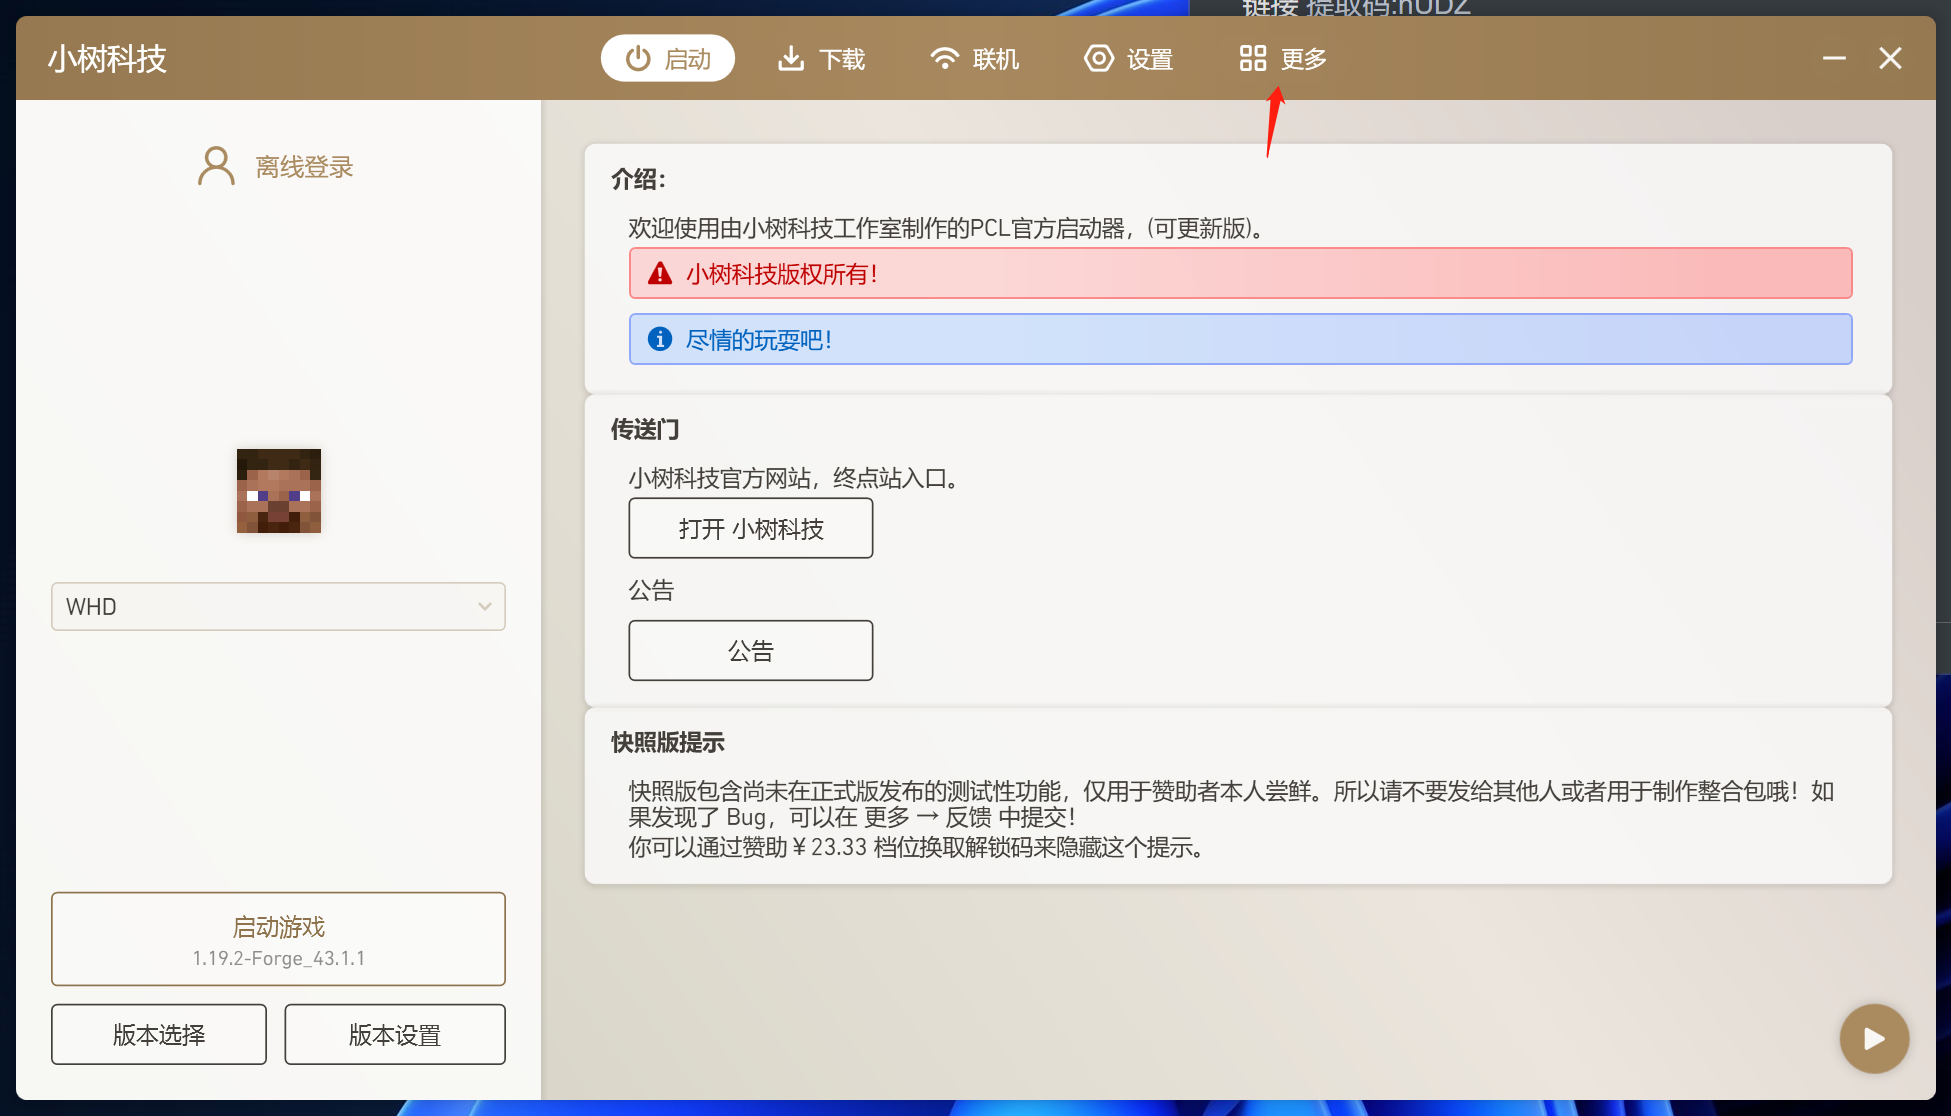 链接 提取码:hUDZ
小树科技
启动 下载 联机 设置 更多
离线登录
WHD
启动游戏
1.19.2-Forge_43.1.1
版本选择 版本设置
介绍：
欢迎使用由小树科技工作室制作的PCL官方启动器，(可更新版)。
小树科技版权所有！
尽情的玩耍吧！
传送门
小树科技官方网站，终点站入口。
打开 小树科技
公告
公告
快照版提示
快照版包含尚未在正式版发布的测试性功能，仅用于赞助者本人尝鲜。所以请不要发给其他人或者用于制作整合包哦！如
果发现了 Bug，可以在 更多 → 反馈 中提交！
你可以通过赞助￥23.33 档位换取解锁码来隐藏这个提示。